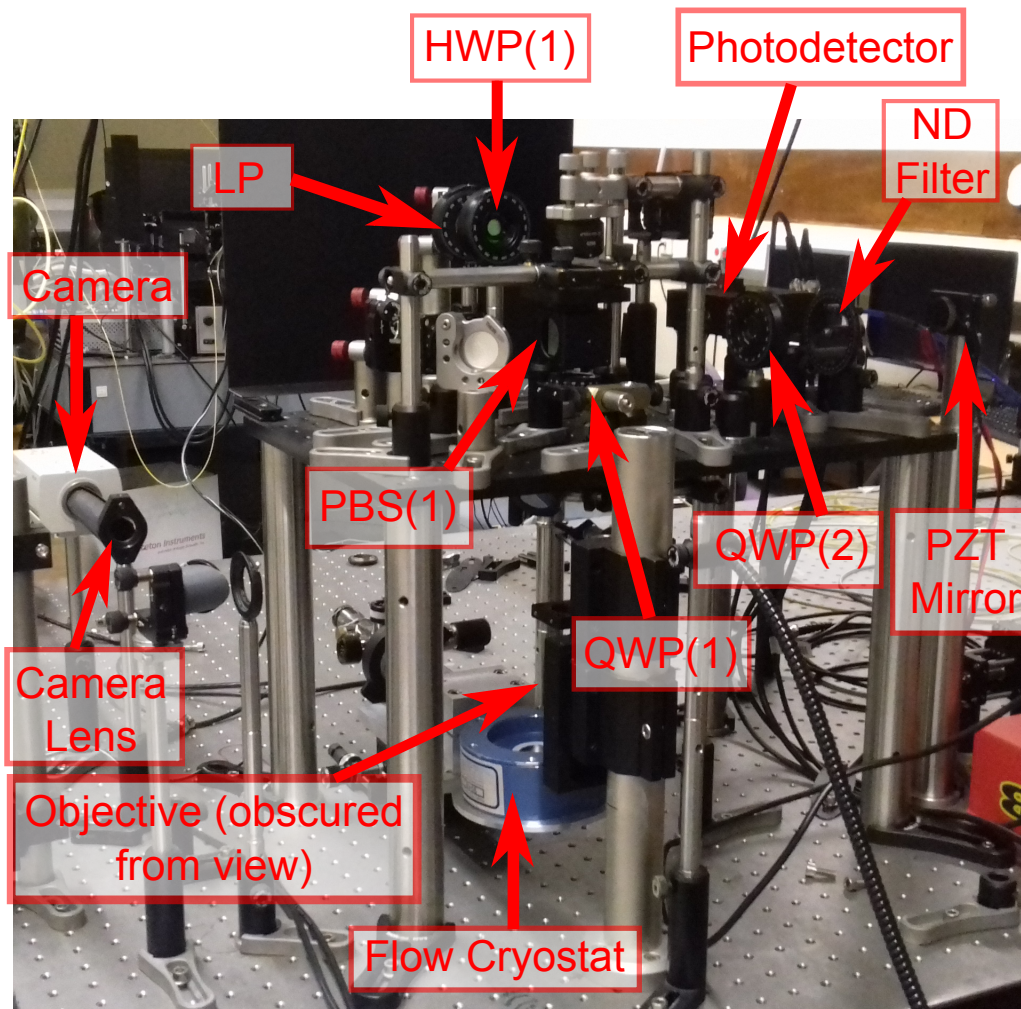 HWP(1)
Photodetector
ND
Filter
LP
Camera
PBS(1)
QWP(2)
PZT
Mirror
QWP(1)
Camera
Lens
Objective (obscured
from view)
Flow Cryostat